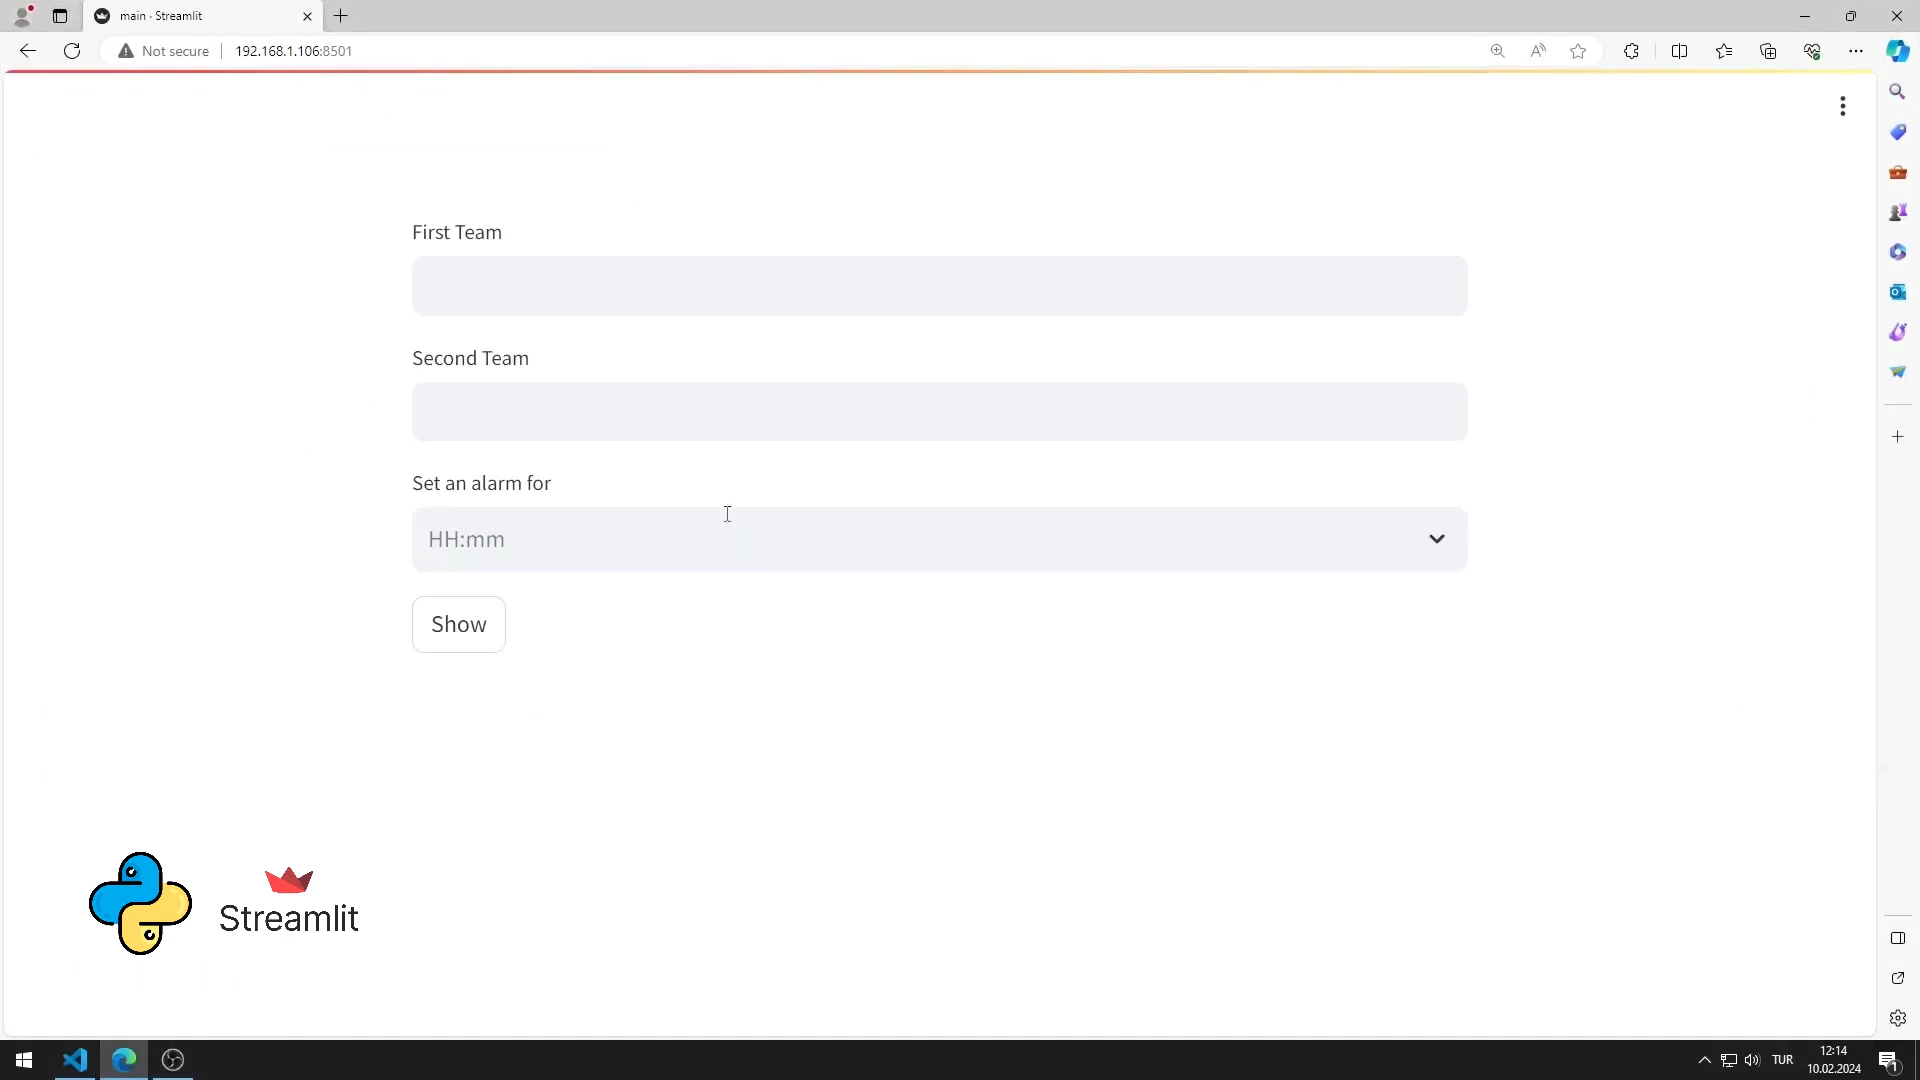 main · Streamlit
Not secure
192.168.1.106:8501
First Team
Second Team
Set an alarm for
HH:mm
Show
Streamlit
TUR
12:14
10.02.2024
1